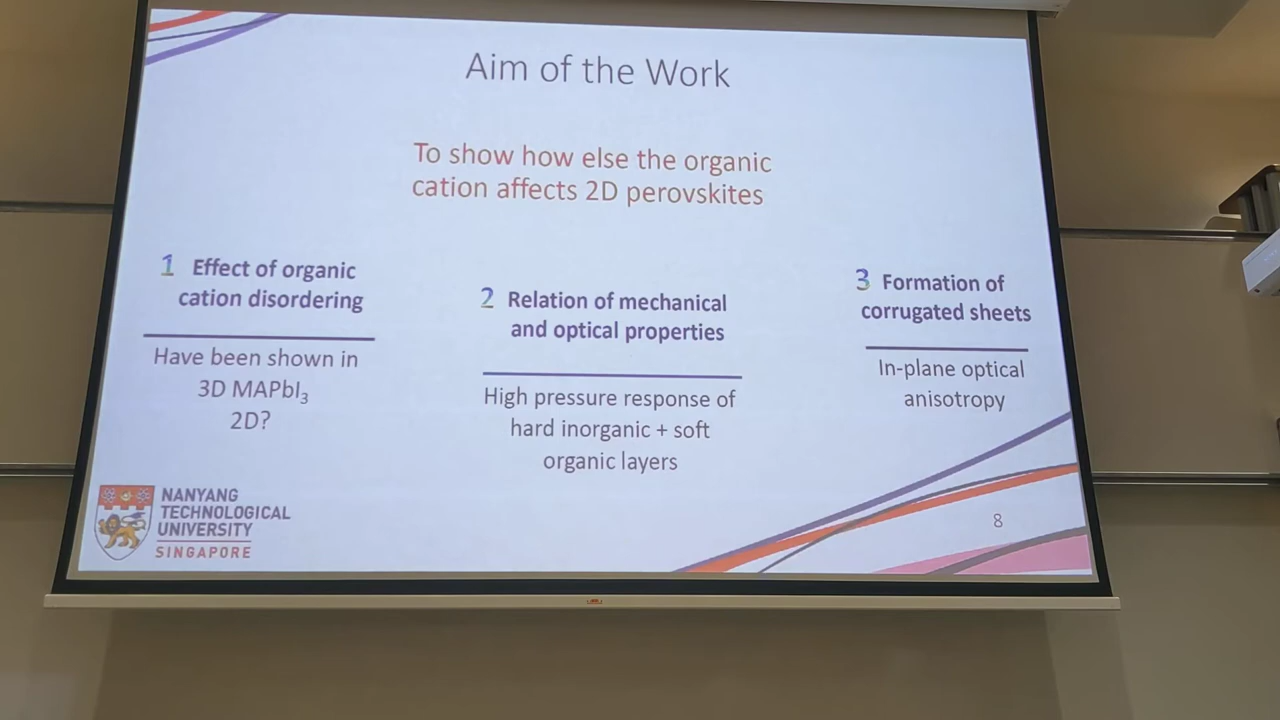 Aim of the Work
To show how else the organic
cation affects 2D perovskites
1 Effect of organic
cation disordering
Have been shown in
3D MAPbI₃
2D?
2 Relation of mechanical
and optical properties
High pressure response of
hard inorganic + soft
organic layers
3 Formation of
corrugated sheets
In-plane optical
anisotropy
NANYANG
TECHNOLOGICAL
UNIVERSITY
SINGAPORE
8